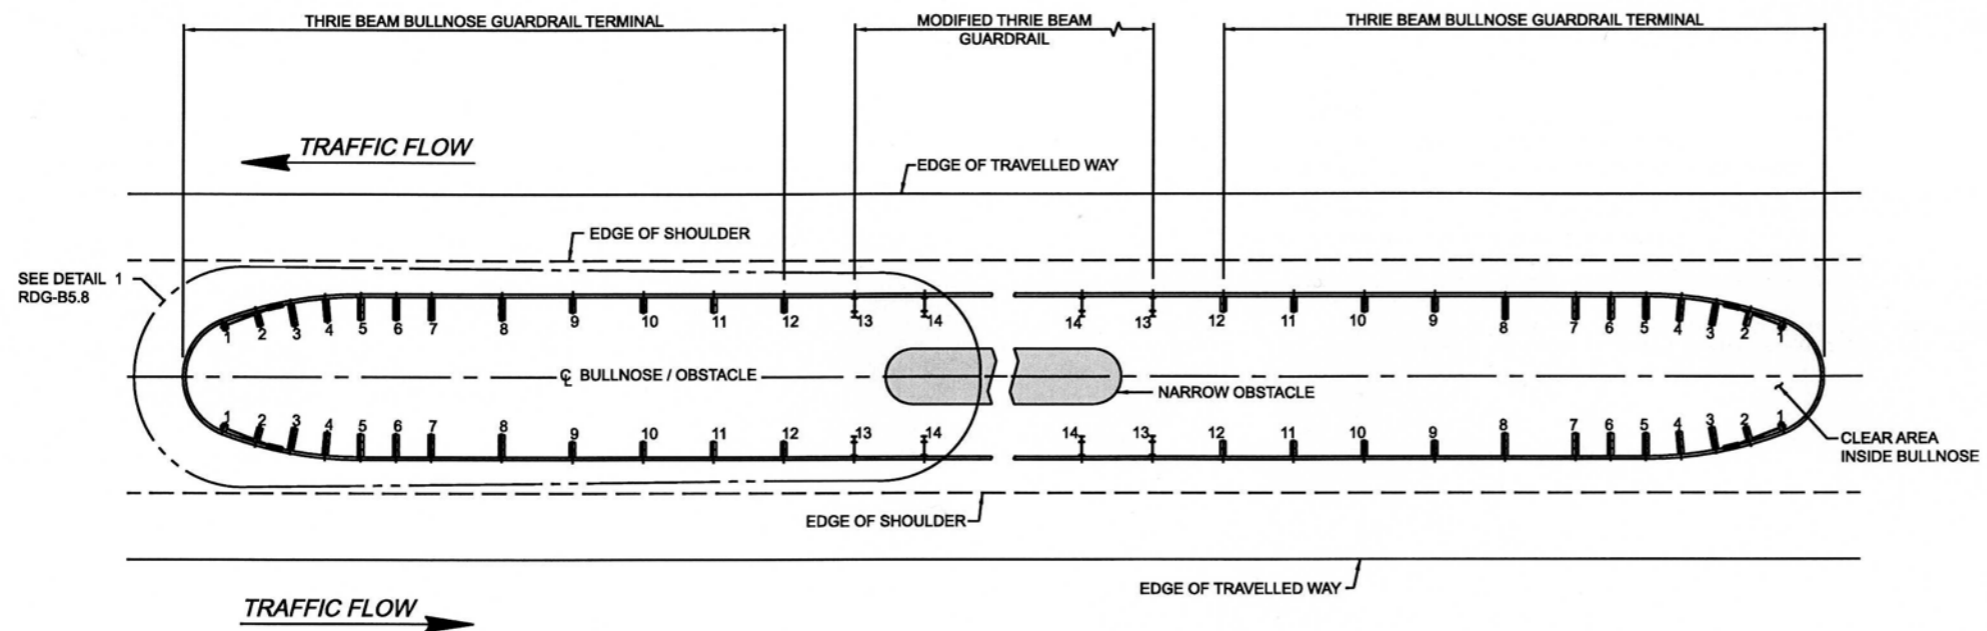 THRIE BEAM BULLNOSE GUARDRAIL TERMINAL
MODIFIED THRIE BEAM
GUARDRAIL
THRIE BEAM BULLNOSE GUARDRAIL TERMINAL
TRAFFIC FLOW
EDGE OF TRAVELLED WAY
EDGE OF SHOULDER
SEE DETAIL 1
RDG-B5.8
1 2 3 4 5 6 7 8 9 10 11 12 13 14
14 13 12 11 10 9 8 7 6 5 4 3 2 1
℄ BULLNOSE / OBSTACLE
NARROW OBSTACLE
1 2 3 4 5 6 7 8 9 10 11 12 13 14
14 13 12 11 10 9 8 7 6 5 4 3 2 1
CLEAR AREA
INSIDE BULLNOSE
EDGE OF SHOULDER
EDGE OF TRAVELLED WAY
TRAFFIC FLOW